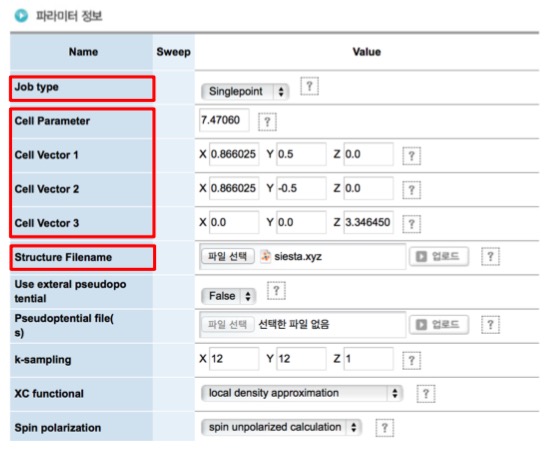 파라미터 정보
Name Sweep Value
Job type Singlepoint ?
Cell Parameter 7.47060 ?
Cell Vector 1 X 0.866025 Y 0.5 Z 0.0 ?
Cell Vector 2 X 0.866025 Y -0.5 Z 0.0 ?
Cell Vector 3 X 0.0 Y 0.0 Z 3.346450 ?
Structure Filename 파일 선택 siesta.xyz 업로드 ?
Use exteral pseudopo
tential False ?
Pseudoptential file(
s) 파일 선택 선택한 파일 없음 업로드 ?
k-sampling X 12 Y 12 Z 1 ?
XC functional local density approximation ?
Spin polarization spin unpolarized calculation ?